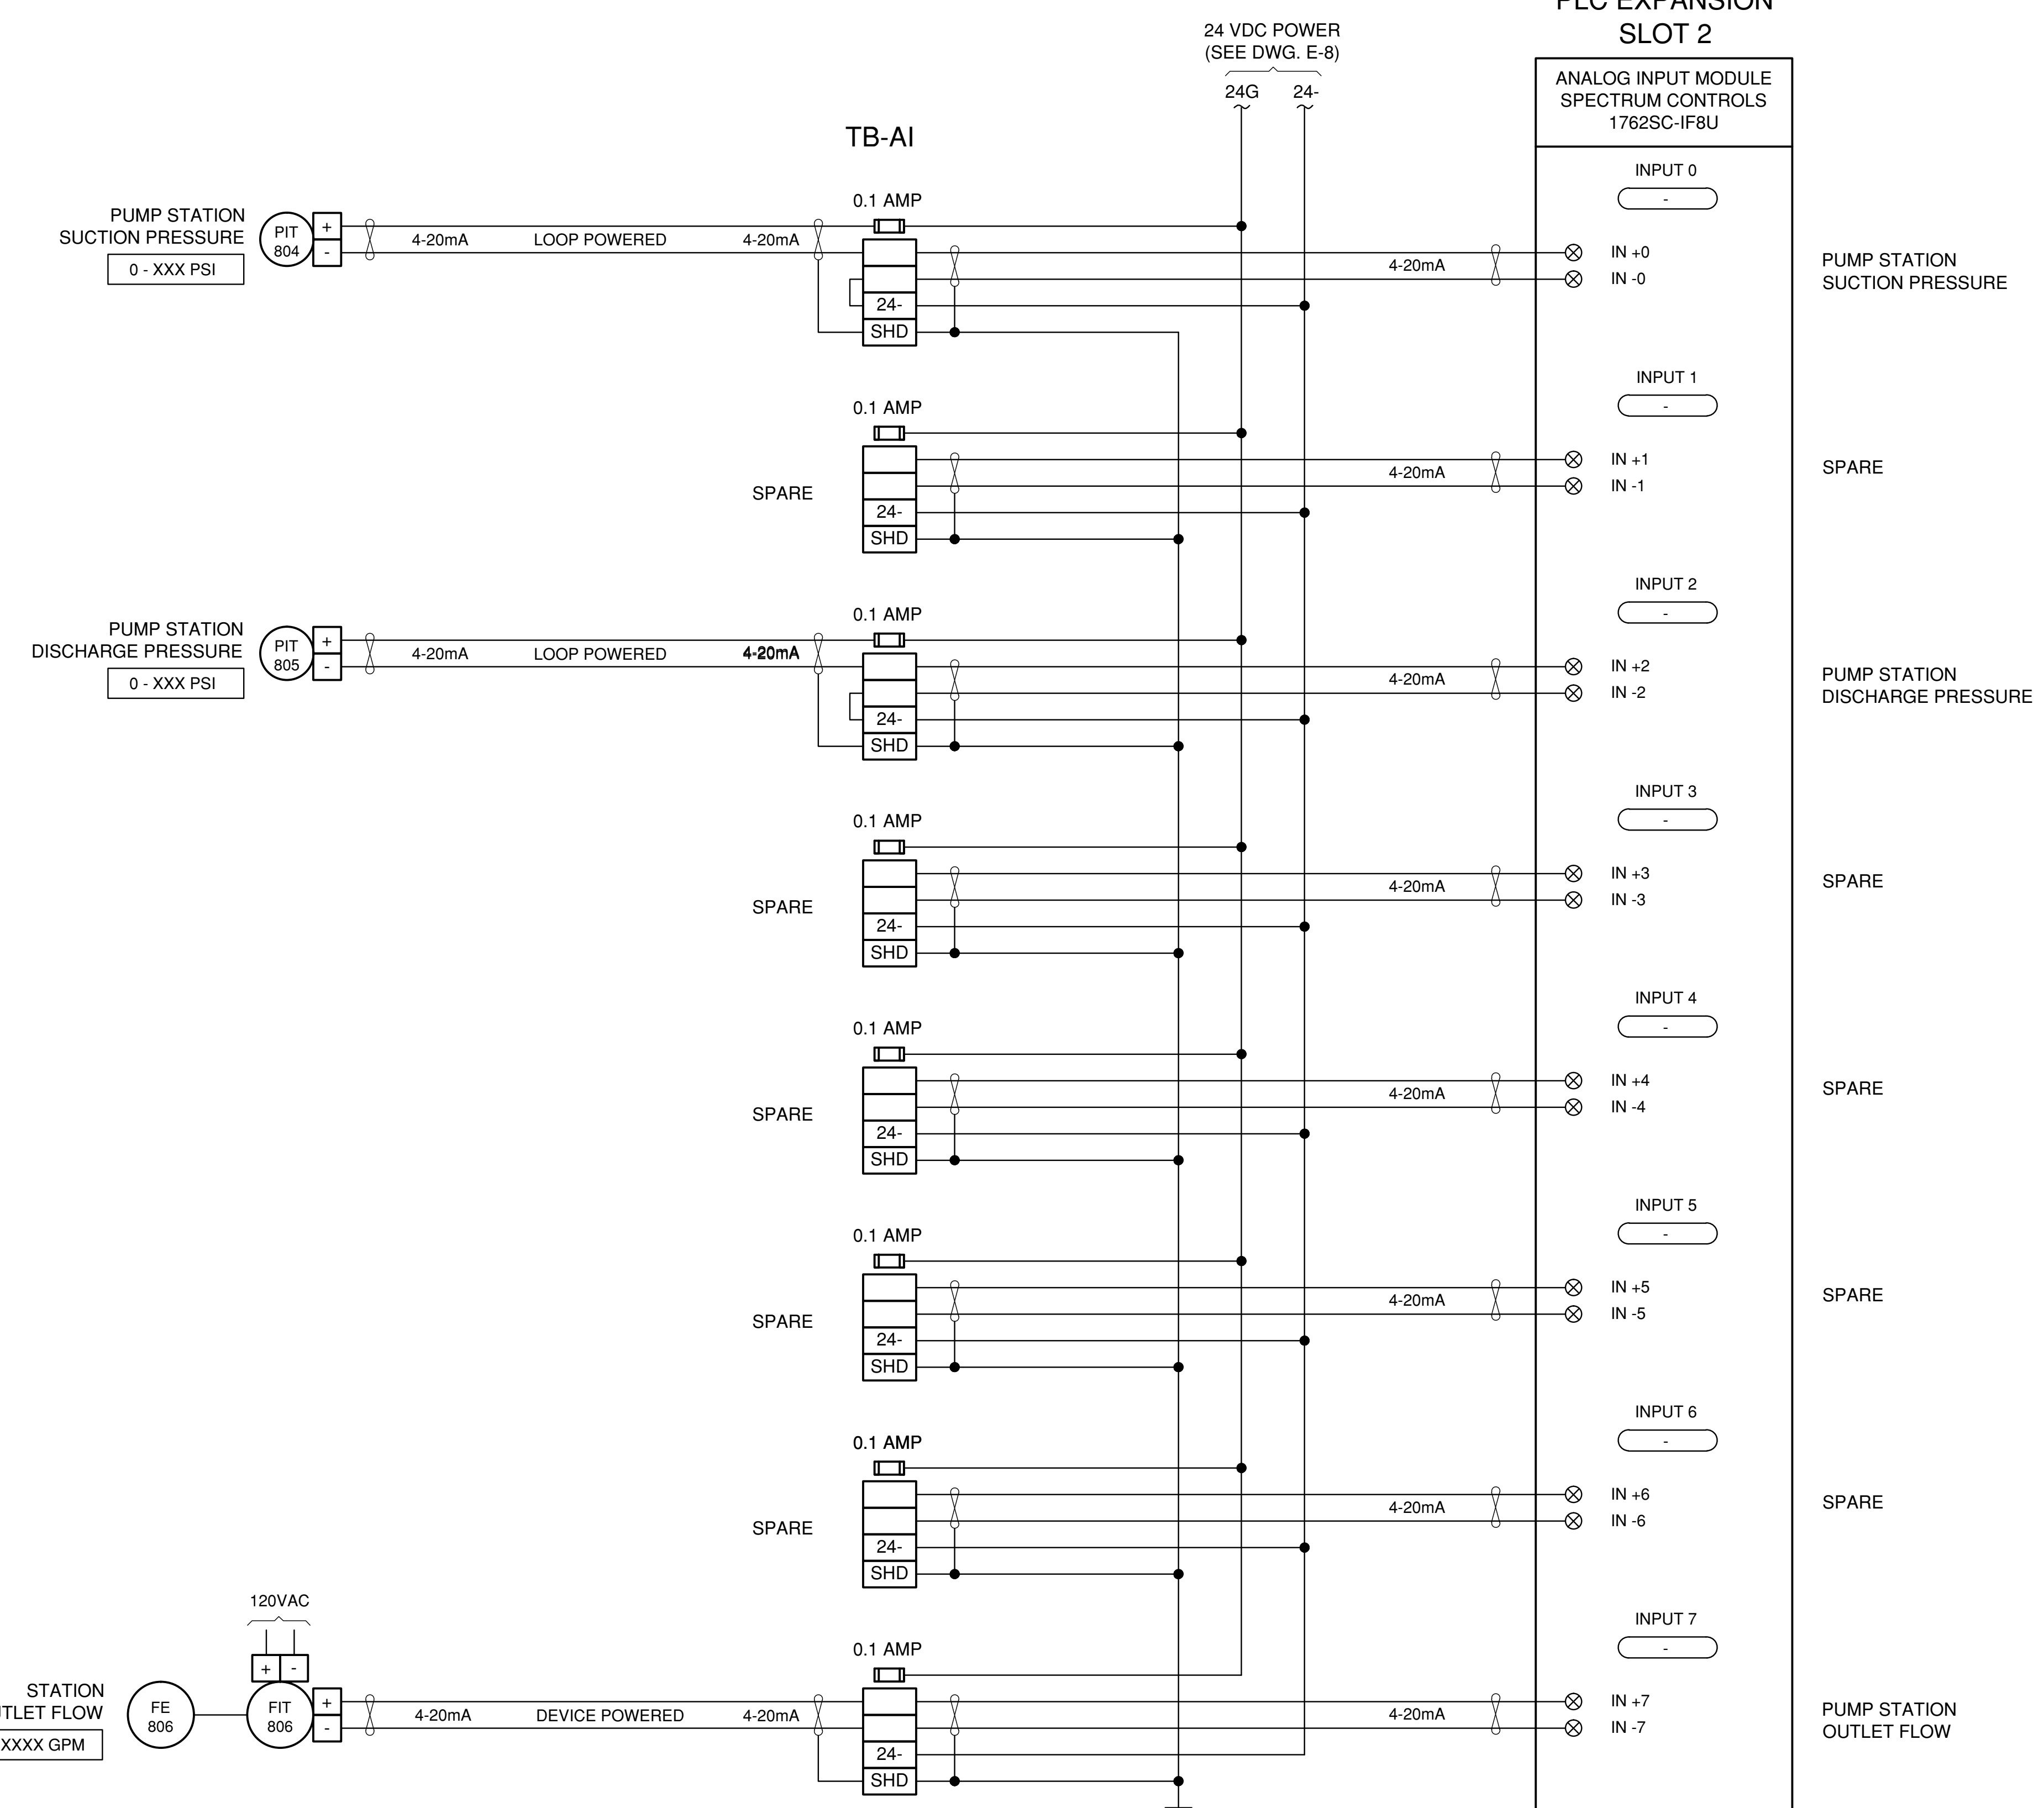 PLC EXPANSION
SLOT 2
24 VDC POWER
(SEE DWG. E-8)
24G 24-
ANALOG INPUT MODULE
SPECTRUM CONTROLS
1762SC-IF8U
TB-AI
INPUT 0
-
0.1 AMP
PUMP STATION
SUCTION PRESSURE
0 - XXX PSI
PIT
804
+
-
4-20mA LOOP POWERED 4-20mA
24-
SHD
4-20mA
IN +0
IN -0
PUMP STATION
SUCTION PRESSURE
INPUT 1
-
0.1 AMP
SPARE
24-
SHD
4-20mA
IN +1
IN -1
SPARE
INPUT 2
-
0.1 AMP
PUMP STATION
DISCHARGE PRESSURE
0 - XXX PSI
PIT
805
+
-
4-20mA LOOP POWERED 4-20mA
24-
SHD
4-20mA
IN +2
IN -2
PUMP STATION
DISCHARGE PRESSURE
INPUT 3
-
0.1 AMP
SPARE
24-
SHD
4-20mA
IN +3
IN -3
SPARE
INPUT 4
-
0.1 AMP
SPARE
24-
SHD
4-20mA
IN +4
IN -4
SPARE
INPUT 5
-
0.1 AMP
SPARE
24-
SHD
4-20mA
IN +5
IN -5
SPARE
INPUT 6
-
0.1 AMP
SPARE
24-
SHD
4-20mA
IN +6
IN -6
SPARE
INPUT 7
-
0.1 AMP
120VAC
+ -
STATION
TLET FLOW
XXXX GPM
FE
806
FIT
806
+
-
4-20mA DEVICE POWERED 4-20mA
24-
SHD
4-20mA
IN +7
IN -7
PUMP STATION
OUTLET FLOW